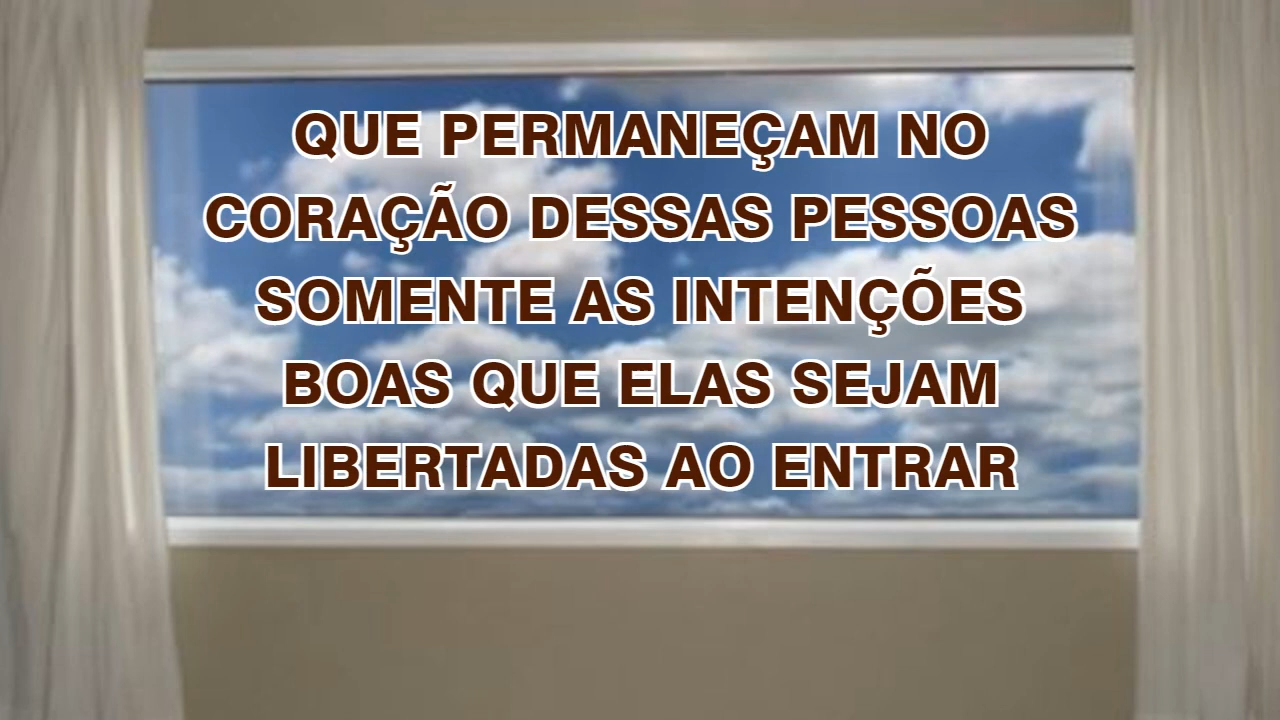 QUE PERMANEÇAM NO
CORAÇÃO DESSAS PESSOAS
SOMENTE AS INTENÇÕES
BOAS QUE ELAS SEJAM
LIBERTADAS AO ENTRAR